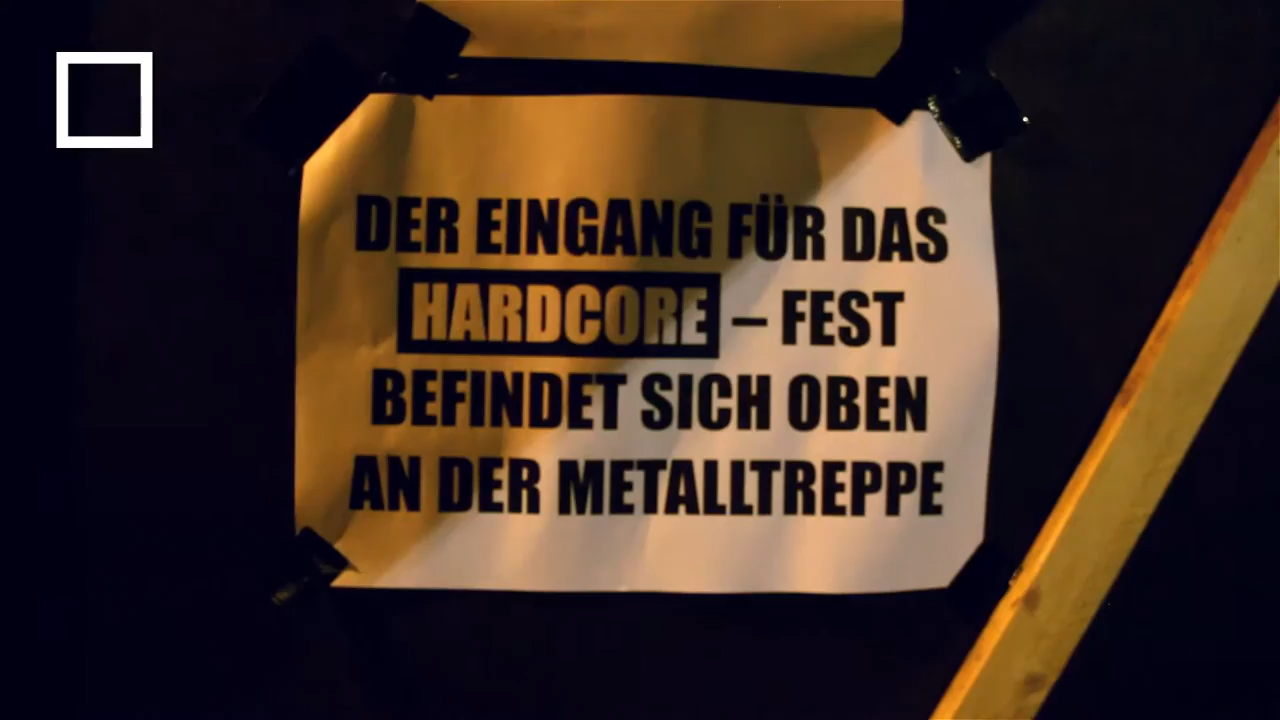 DER EINGANG FÜR DAS
HARDCORE – FEST
BEFINDET SICH OBEN
AN DER METALLTREPPE